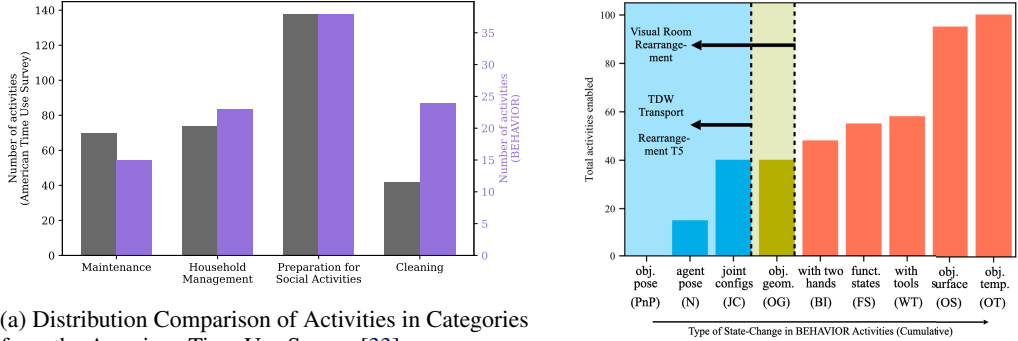 140
120
100
80
60
40
20
0
Number of activities
(American Time Use Survey)
35
30
25
20
15
10
5
0
Number of activities
(BEHAVIOR)
Maintenance
Household
Management
Preparation for
Social Activities
Cleaning
(a) Distribution Comparison of Activities in Categories
100
80
60
40
20
0
Total activities enabled
Visual Room
Rearrange-
ment
TDW
Transport
Rearrange-
ment T5
obj.
pose
(PnP)
agent
pose
(N)
joint
configs
(JC)
obj.
geom.
(OG)
with two
hands
(BI)
funct.
states
(FS)
with
tools
(WT)
obj.
surface
(OS)
obj.
temp.
(OT)
Type of State-Change in BEHAVIOR Activities (Cumulative)